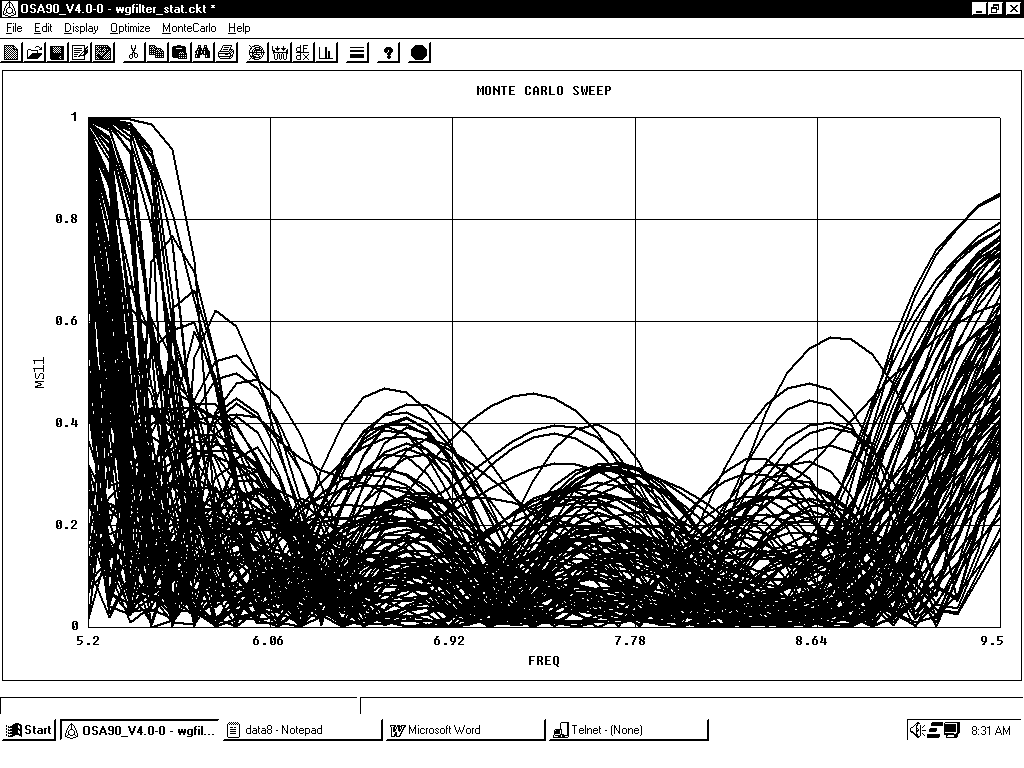 OSA90_V4.0-0 - wgfilter_stat.ckt *
File Edit Display Optimize MonteCarlo Help
MONTE CARLO SWEEP
1
0.8
0.6
MS11
0.4
0.2
0
5.2 6.06 6.92 7.78 8.64 9.5
FREQ
Start OSA90_V4.0-0 - wgfil... data8 - Notepad Microsoft Word Telnet - (None) 8:31 AM